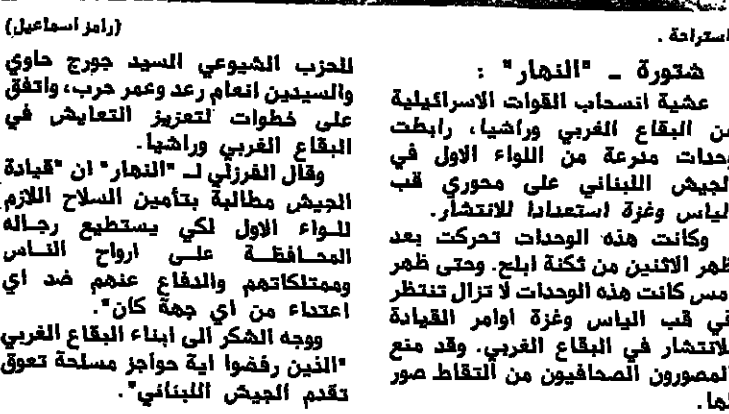 استراحة .
شتورة ـ "النهار" :
عشية انسحاب القوات الاسرائيلية
من البقاع الغربي وراشيا، رابطت
وحدات مدرعة من اللواء الاول في
الجيش اللبناني على محوري قب
الياس وغزة استعدادا للانتشار.
وكانت هذه الوحدات تحركت بعد
ظهر الاثنين من ثكنة ابلح. وحتى ظهر
امس كانت هذه الوحدات لا تزال تنتظر
في قب الياس وغزة اوامر القيادة
للانتشار في البقاع الغربي. وقد منع
المصورون الصحافيون من التقاط صور
لها.
(رامز اسماعيل)
للحزب الشيوعي السيد جورج حاوي
والسيدين انعام رعد وعمر حرب، واتفق
على خطوات لتعزيز التعايش في
البقاع الغربي وراشيا.
وقال الفرزلي لـ "النهار" ان "قيادة
الجيش مطالبة بتأمين السلاح اللازم
للواء الاول لكي يستطيع رجاله
المحافظة على ارواح الناس
وممتلكاتهم والدفاع عنهم ضد اي
اعتداء من اي جهة كان".
ووجه الشكر الى ابناء البقاع الغربي
"الذين رفضوا اية حواجز مسلحة تعوق
تقدم الجيش اللبناني".